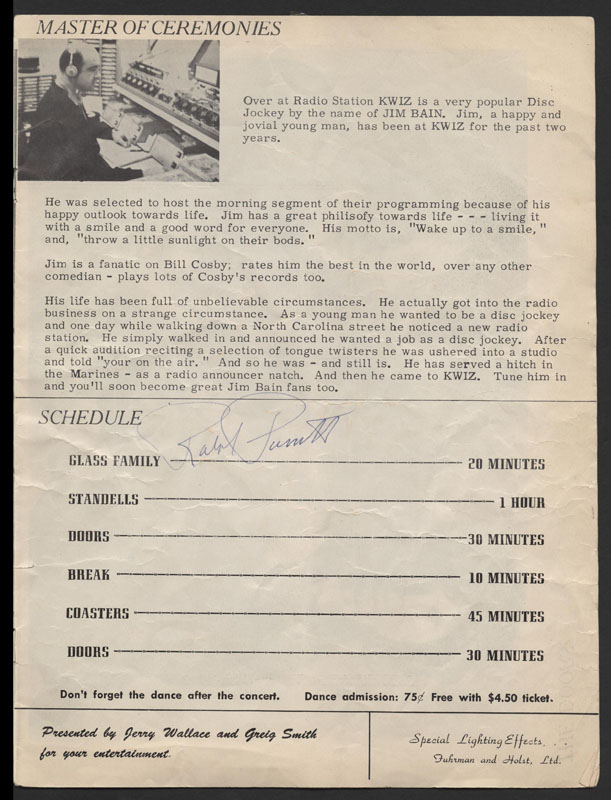 MASTER OF CEREMONIES
Over at Radio Station KWIZ is a very popular Disc
Jockey by the name of JIM BAIN. Jim, a happy and
jovial young man, has been at KWIZ for the past two
years.
He was selected to host the morning segment of their programming because of his
happy outlook towards life. Jim has a great philisofy towards life - - - living it
with a smile and a good word for everyone. His motto is, "Wake up to a smile,"
and, "throw a little sunlight on their bods."
Jim is a fanatic on Bill Cosby; rates him the best in the world, over any other
comedian - plays lots of Cosby's records too.
His life has been full of unbelievable circumstances. He actually got into the radio
business on a strange circumstance. As a young man he wanted to be a disc jockey
and one day while walking down a North Carolina street he noticed a new radio
station. He simply walked in and announced he wanted a job as a disc jockey. After
a quick audition reciting a selection of tongue twisters he was ushered into a studio
and told "your on the air." And so he was - and still is. He has served a hitch in
the Marines - as a radio announcer natch. And then he came to KWIZ. Tune him in
and you'll soon become great Jim Bain fans too.
SCHEDULE
Ralph
GLASS FAMILY 20 MINUTES
STANDELLS 1 HOUR
DOORS 30 MINUTES
BREAK 10 MINUTES
COASTERS 45 MINUTES
DOORS 30 MINUTES
Don't forget the dance after the concert. Dance admission: 75¢ Free with $4.50 ticket.
Presented by Jerry Wallace and Greig Smith
for your entertainment.
Special Lighting Effects. . .
Fuhrman and Holst, Ltd.